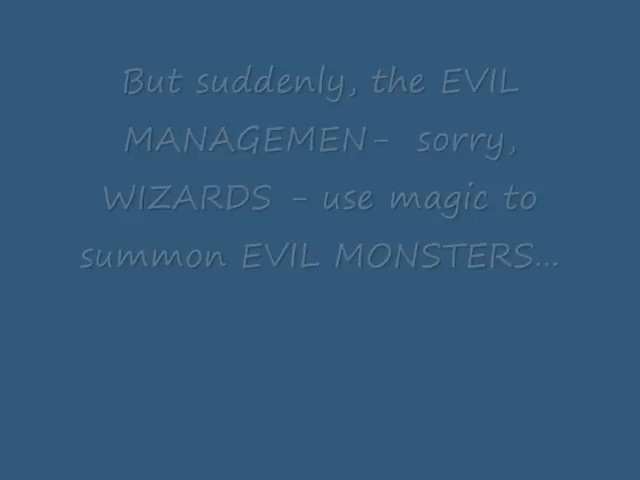 But suddenly, the EVIL
MANAGEMEN- sorry,
WIZARDS - use magic to
summon EVIL MONSTERS...